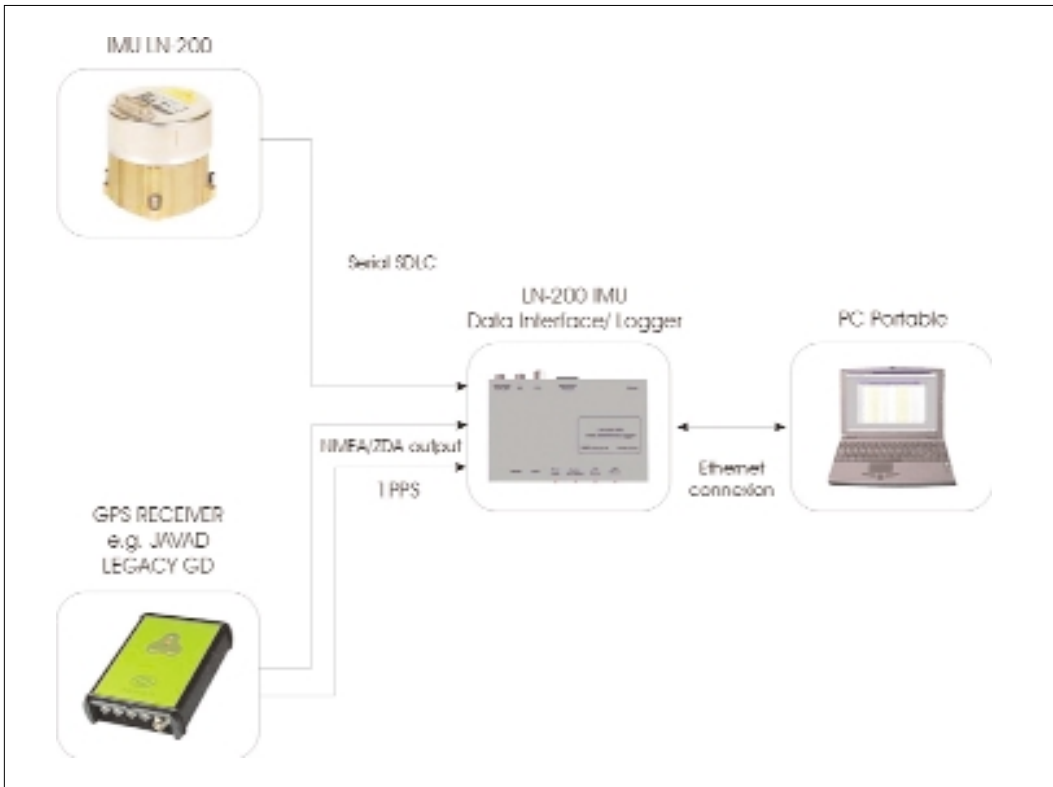 IMU LN-200
Serial SDLC
LN-200 IMU
Data Interface/ Logger
PC Portable
NMEA/ZDA output
1 PPS
Ethernet
connexion
GPS RECEIVER
e.g. JAVAD
LEGACY GD